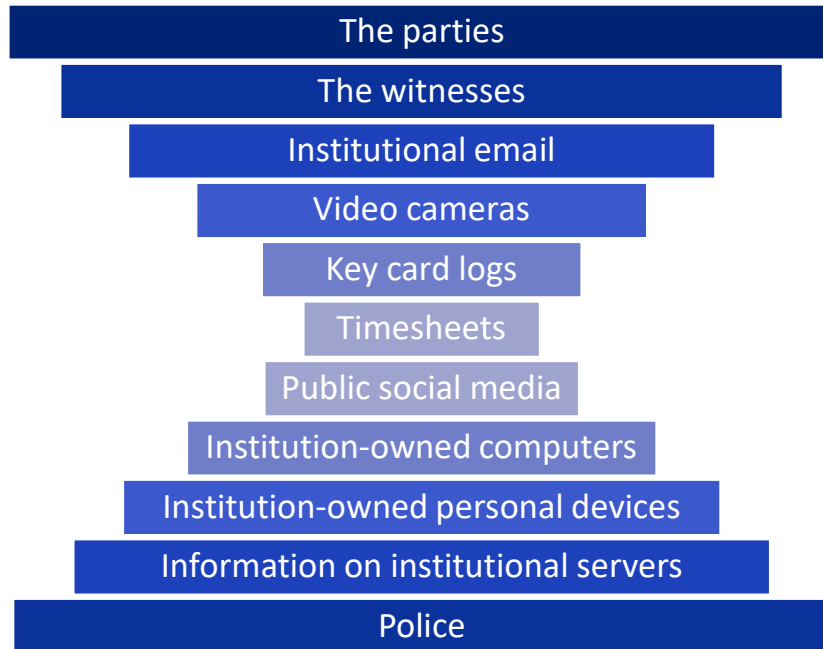 The parties
The witnesses
Institutional email
Video cameras
Key card logs
Timesheets
Public social media
Institution-owned computers
Institution-owned personal devices
Information on institutional servers
Police